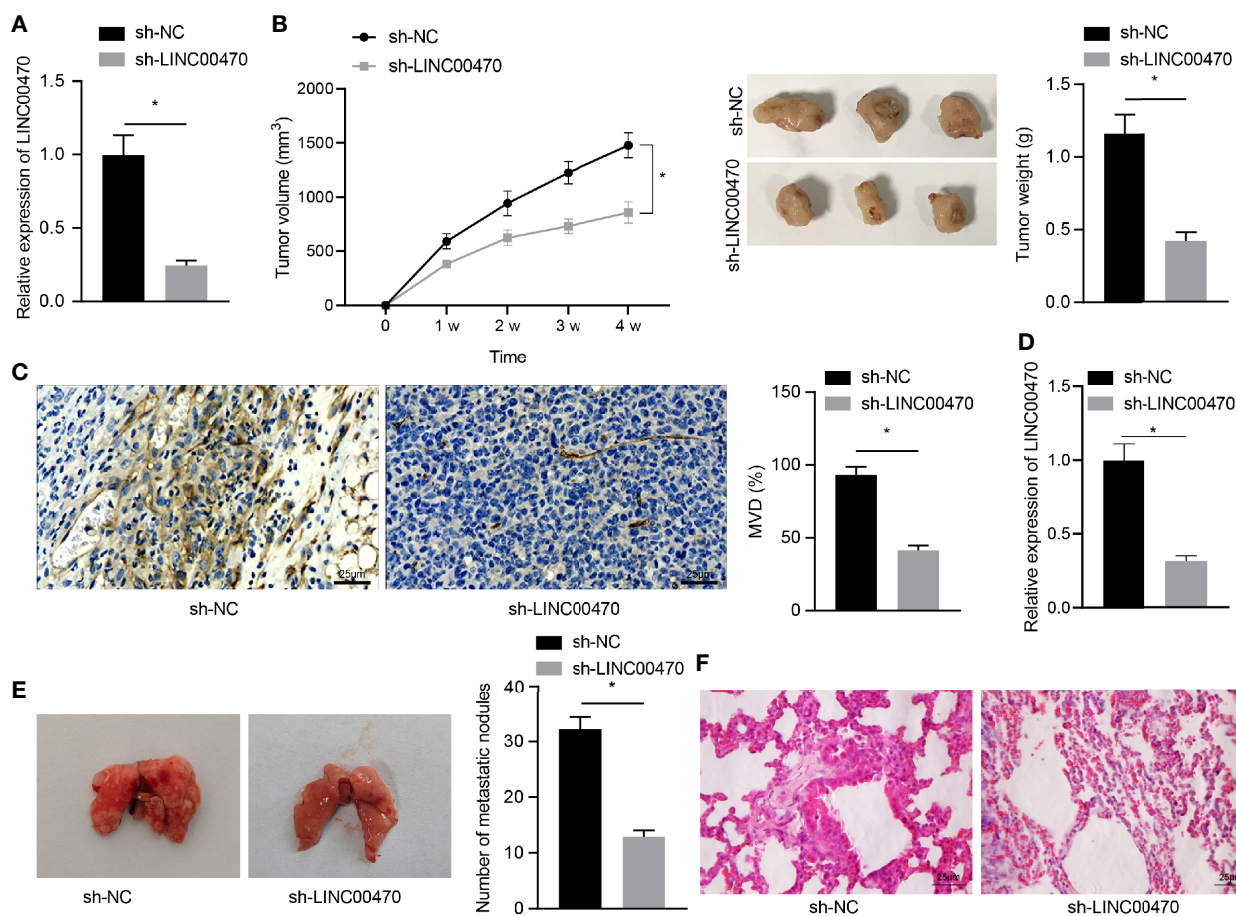 A
sh-NC
sh-LINC00470
Relative expression of LINC00470
1.5
1.0
0.5
0.0
*
B
sh-NC
sh-LINC00470
Tumor volume (mm3)
2000
1500
1000
500
0
*
0 1 w 2 w 3 w 4 w
Time
sh-NC
sh-LINC00470
sh-NC
sh-LINC00470
Tumor weight (g)
1.5
1.0
0.5
0.0
*
C
25μm
25μm
sh-NC
sh-LINC00470
sh-NC
sh-LINC00470
MVD (%)
150
100
50
0
*
D
sh-NC
sh-LINC00470
Relative expression of LINC00470
1.5
1.0
0.5
0.0
*
E
sh-NC
sh-LINC00470
sh-NC
sh-LINC00470
Number of metastatic nodules
40
30
20
10
0
*
F
25μm
25μm
sh-NC
sh-LINC00470